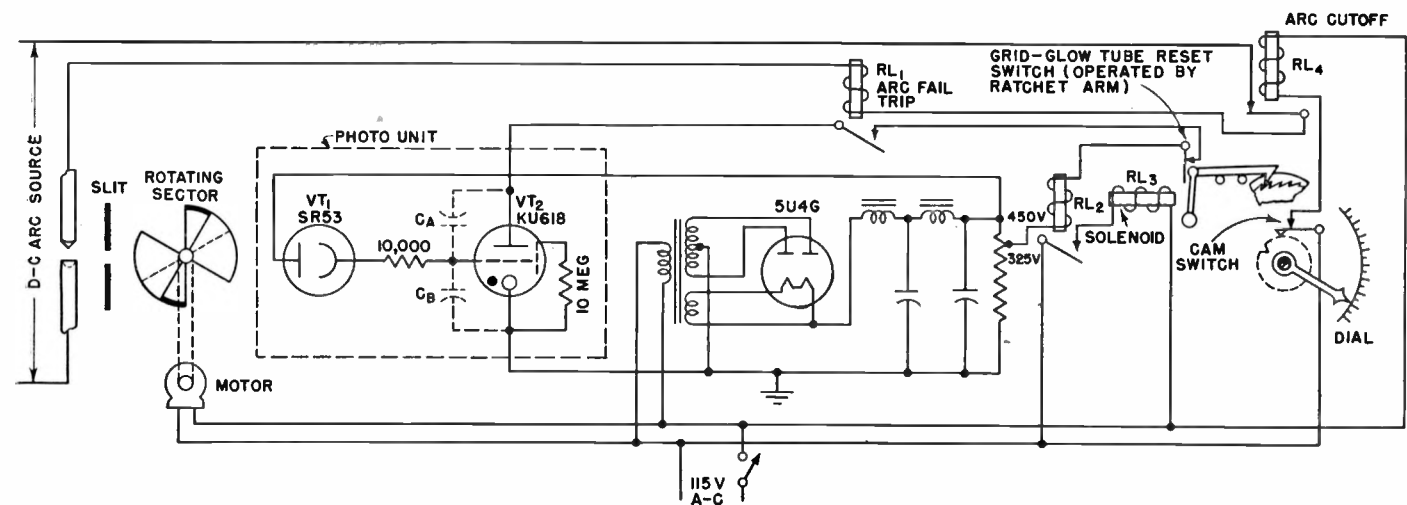 ARC CUTOFF
GRID-GLOW TUBE RESET
SWITCH (OPERATED BY
RATCHET ARM)
RL4
RL1
ARC FAIL
TRIP
D-C ARC SOURCE
PHOTO UNIT
SLIT
ROTATING
SECTOR
VT1
SR53
10,000
CA
CB
VT2
KU618
10 MEG
5U4G
450V
325V
RL2
RL3
SOLENOID
CAM
SWITCH
DIAL
MOTOR
115 V
A-C